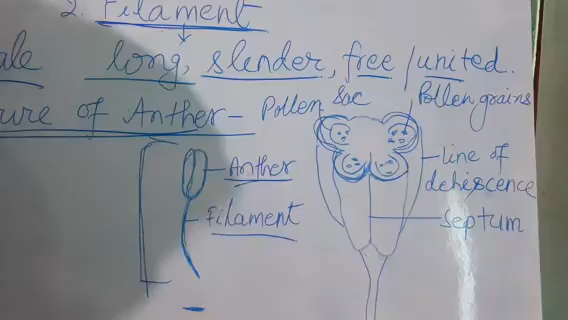 2. Filament
ale long, slender, free/united.
ure of Anther- Pollen Sac
Pollen grains
Anther
Filament
line of
dehiscence
Septum